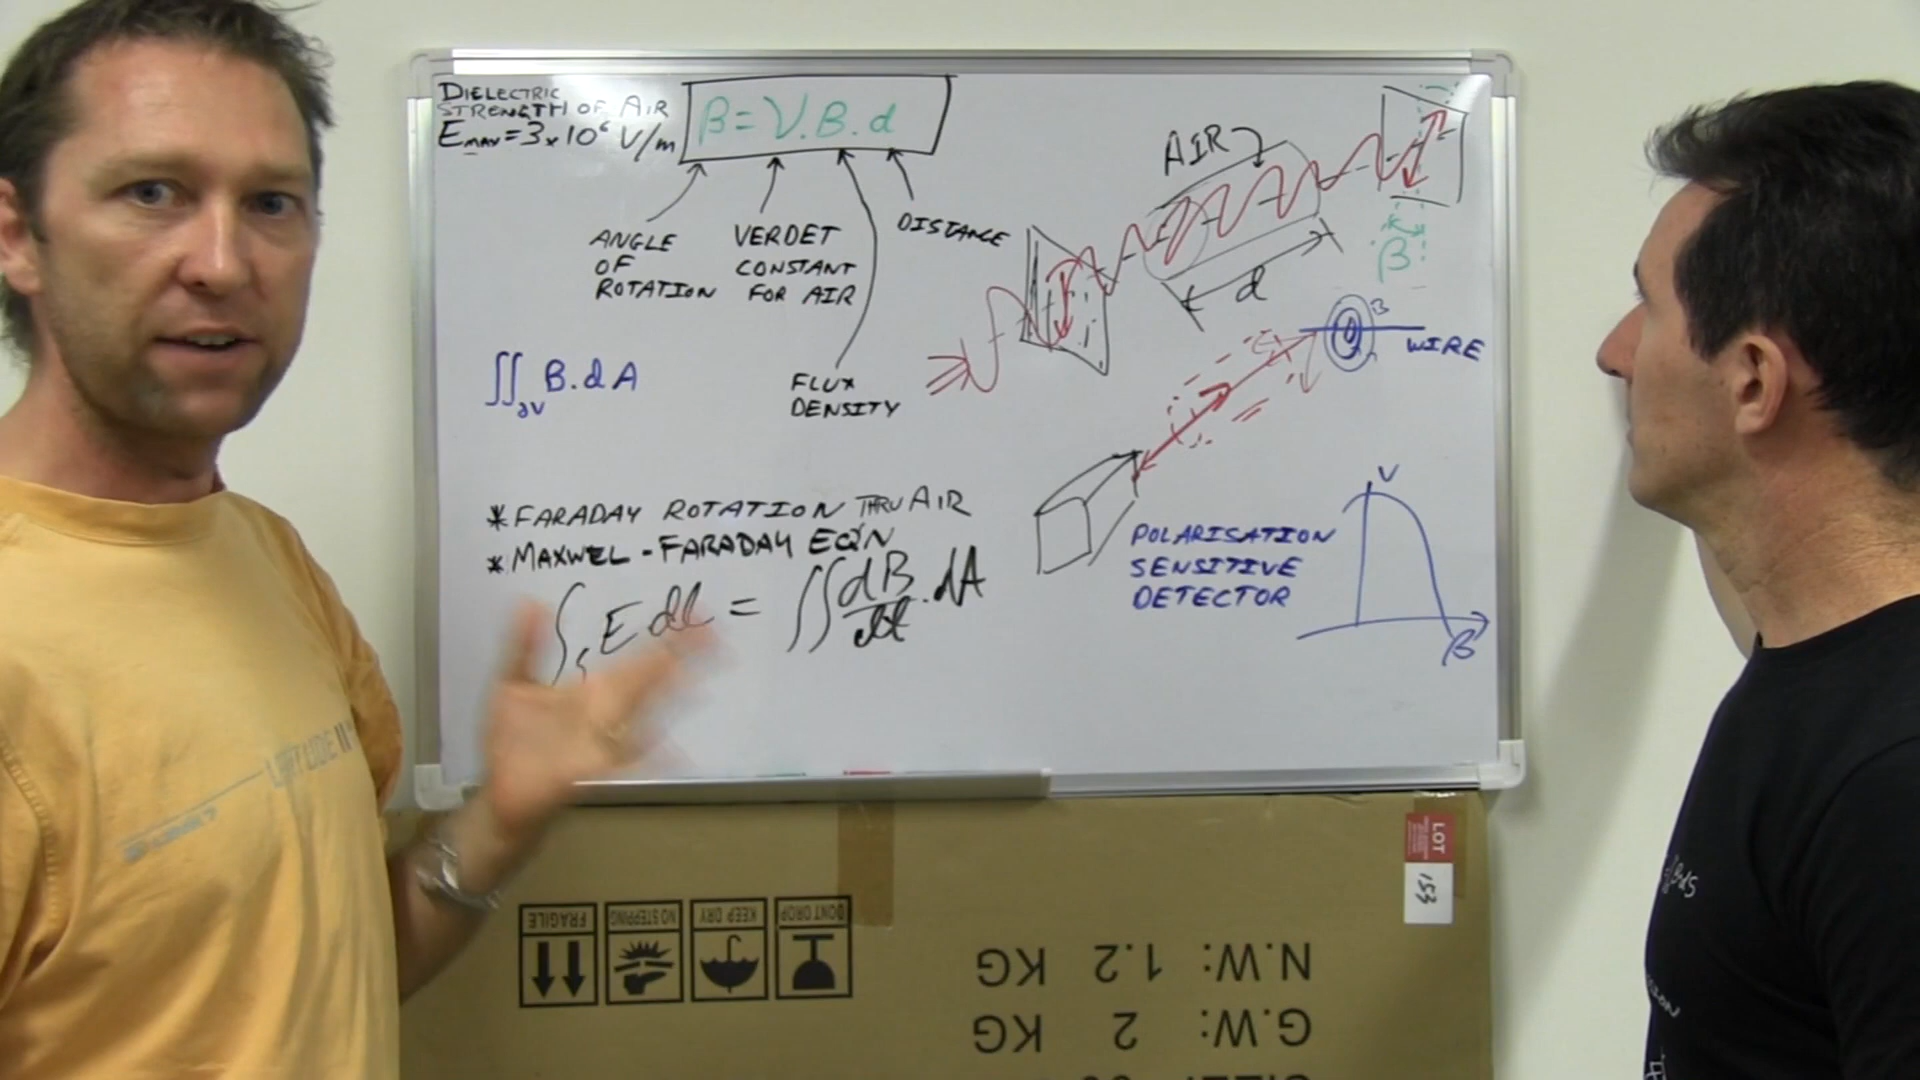 DIELECTRIC
STRENGTH OF AIR
Emax = 3x10⁶ V/m
β = V.B.d
ANGLE
OF
ROTATION
VERDET
CONSTANT
FOR AIR
FLUX
DENSITY
DISTANCE
AIR
d
β
B
WIRE
∬∂V B.dA
* FARADAY ROTATION THRU AIR
* MAXWEL - FARADAY EQ'N
∫ E dl = ∬ dB/dt . dA
POLARISATION
SENSITIVE
DETECTOR
V
β
LOT
153
FRAGILE
NO STEPPING
KEEP DRY
DONT DROP
N.W: 1.2 KG
G.W: 2 KG